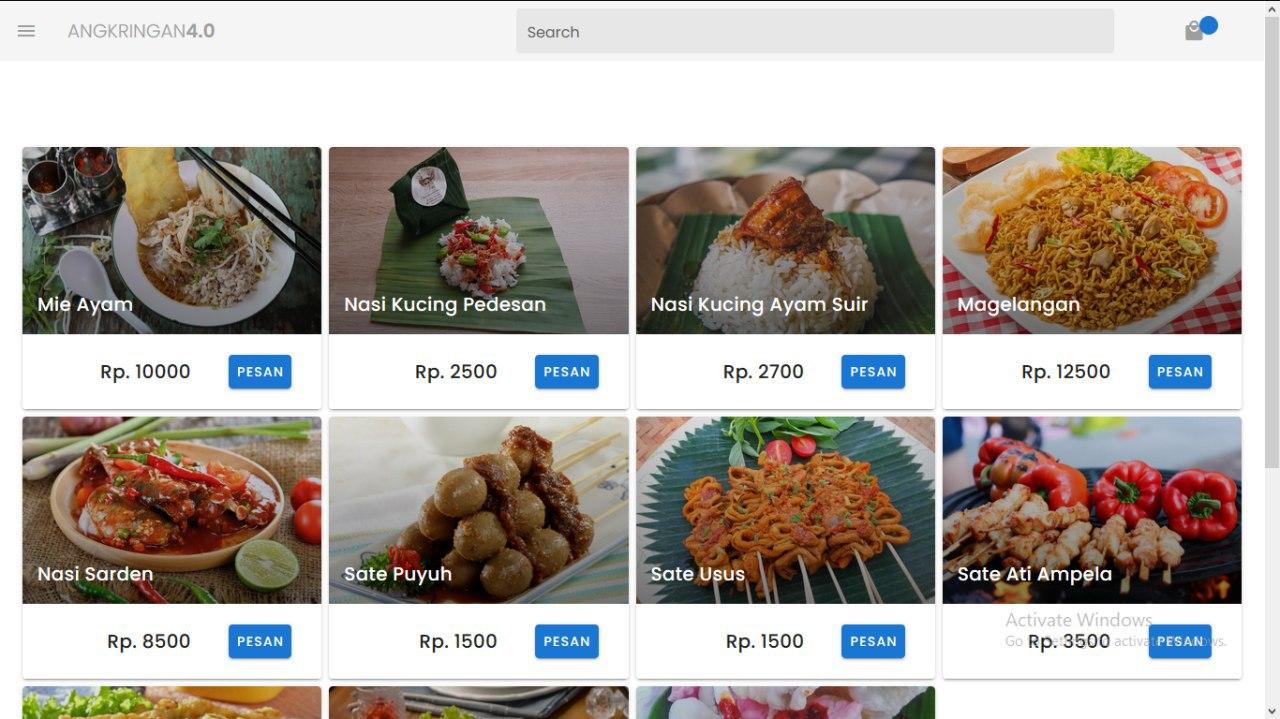 ANGKRINGAN4.0
Search
Mie Ayam
Nasi Kucing Pedesan
Nasi Kucing Ayam Suir
Magelangan
Rp. 10000 PESAN
Rp. 2500 PESAN
Rp. 2700 PESAN
Rp. 12500 PESAN
Nasi Sarden
Sate Puyuh
Sate Usus
Sate Ati Ampela
Rp. 8500 PESAN
Rp. 1500 PESAN
Rp. 1500 PESAN
Rp. 3500 PESAN
Activate Windows
Go to Settings to activate Windows.